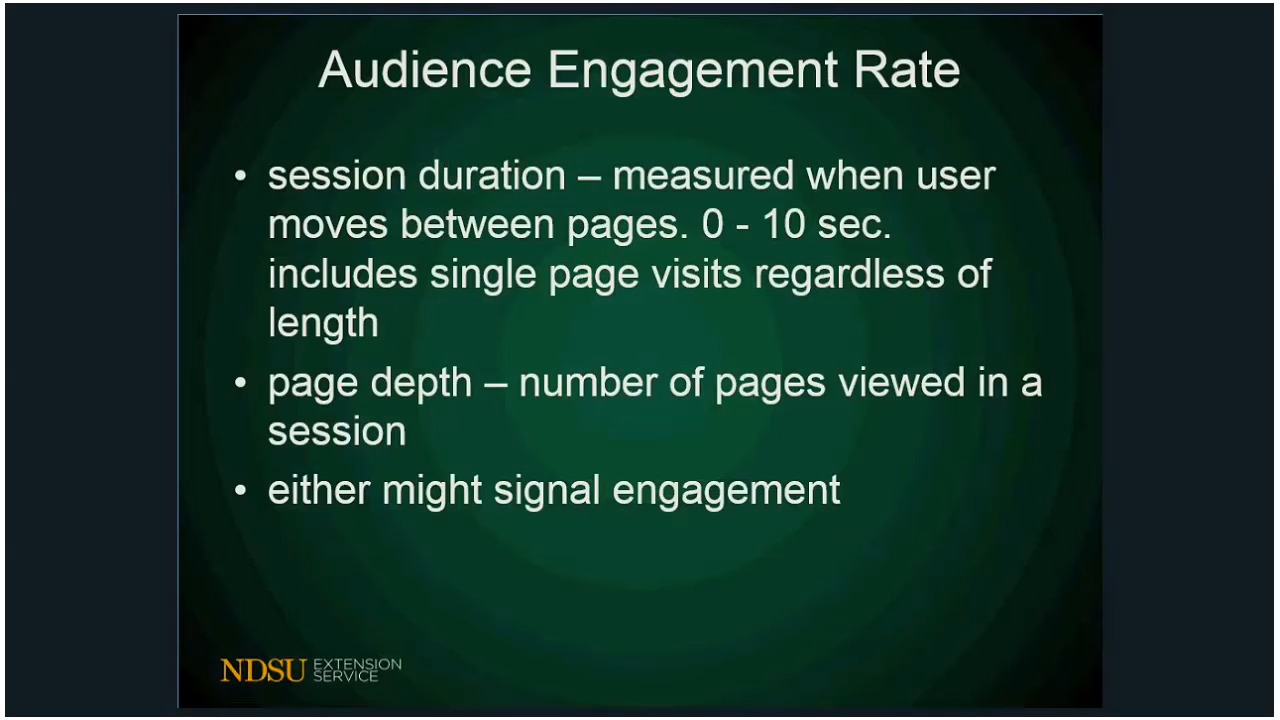 Audience Engagement Rate
• session duration – measured when user
moves between pages. 0 - 10 sec.
includes single page visits regardless of
length
• page depth – number of pages viewed in a
session
• either might signal engagement
NDSU EXTENSION
SERVICE